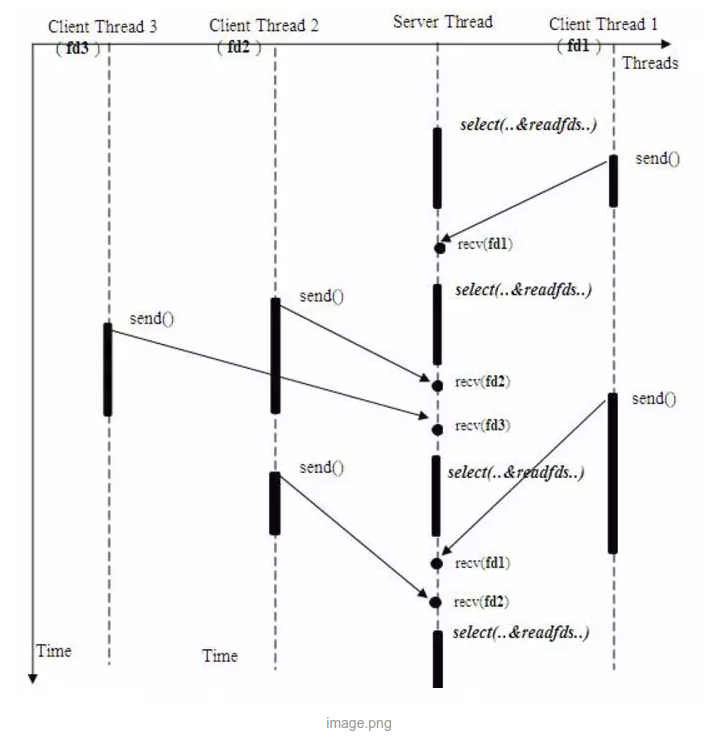 Client Thread 3
( fd3 )
Client Thread 2
( fd2 )
Server Thread
Client Thread 1
( fd1 )
Threads
select(..&readfds..)
send()
recv(fd1)
select(..&readfds..)
send()
send()
recv(fd2)
send()
recv(fd3)
send()
select(..&readfds..)
recv(fd1)
recv(fd2)
select(..&readfds..)
Time
Time
image.png